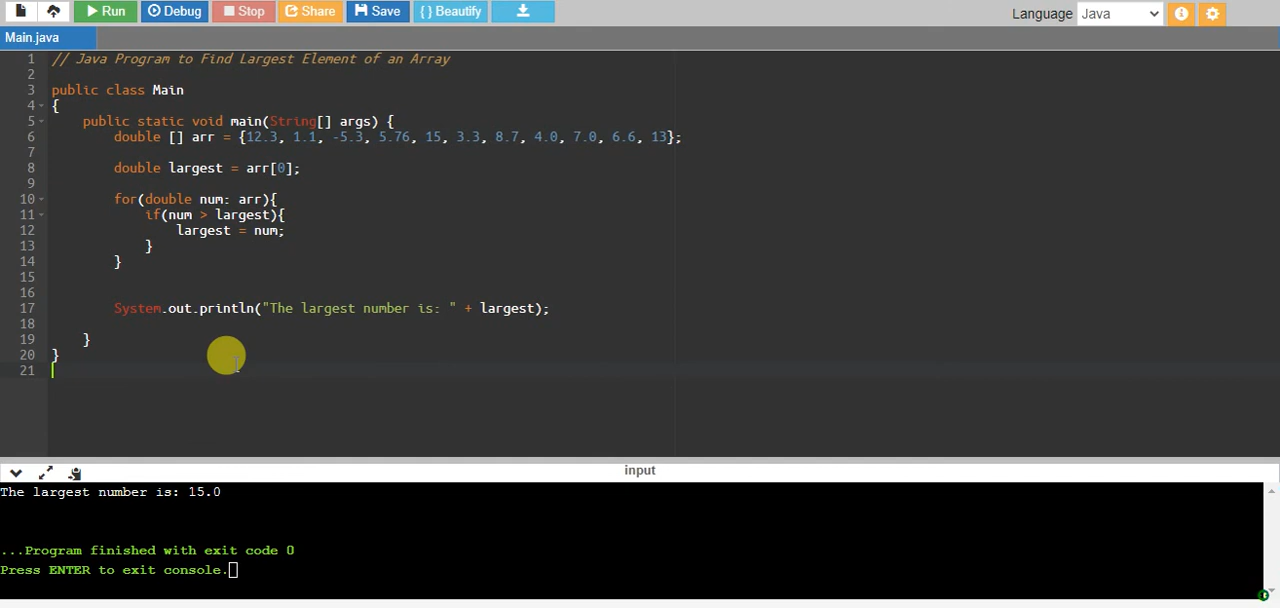 Run Debug Stop Share Save { } Beautify Language Java
Main.java
1 // Java Program to Find Largest Element of an Array
2
3 public class Main
4 {
5 public static void main(String[] args) {
6 double [] arr = {12.3, 1.1, -5.3, 5.76, 15, 3.3, 8.7, 4.0, 7.0, 6.6, 13};
7
8 double largest = arr[0];
9
10 for(double num: arr){
11 if(num > largest){
12 largest = num;
13 }
14 }
15
16
17 System.out.println("The largest number is: " + largest);
18
19 }
20 }
21
input
The largest number is: 15.0
...Program finished with exit code 0
Press ENTER to exit console.